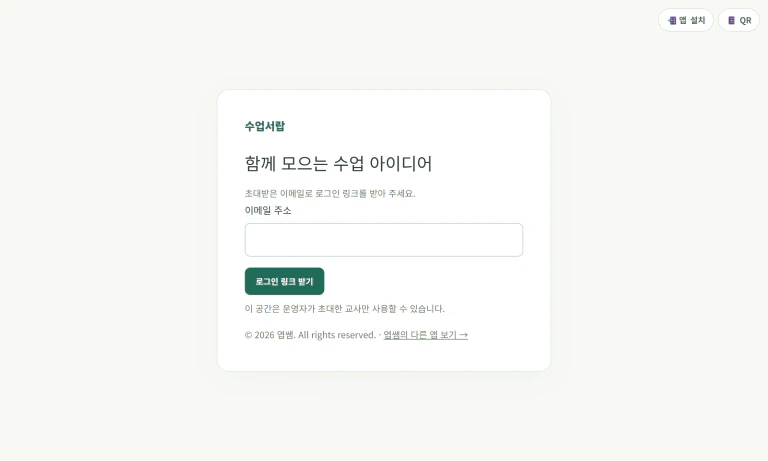 앱 설치
QR
수업서랍
함께 모으는 수업 아이디어
초대받은 이메일로 로그인 링크를 받아 주세요.
이메일 주소
로그인 링크 받기
이 공간은 운영자가 초대한 교사만 사용할 수 있습니다.
© 2026 앱쌤. All rights reserved. · 앱쌤의 다른 앱 보기 →